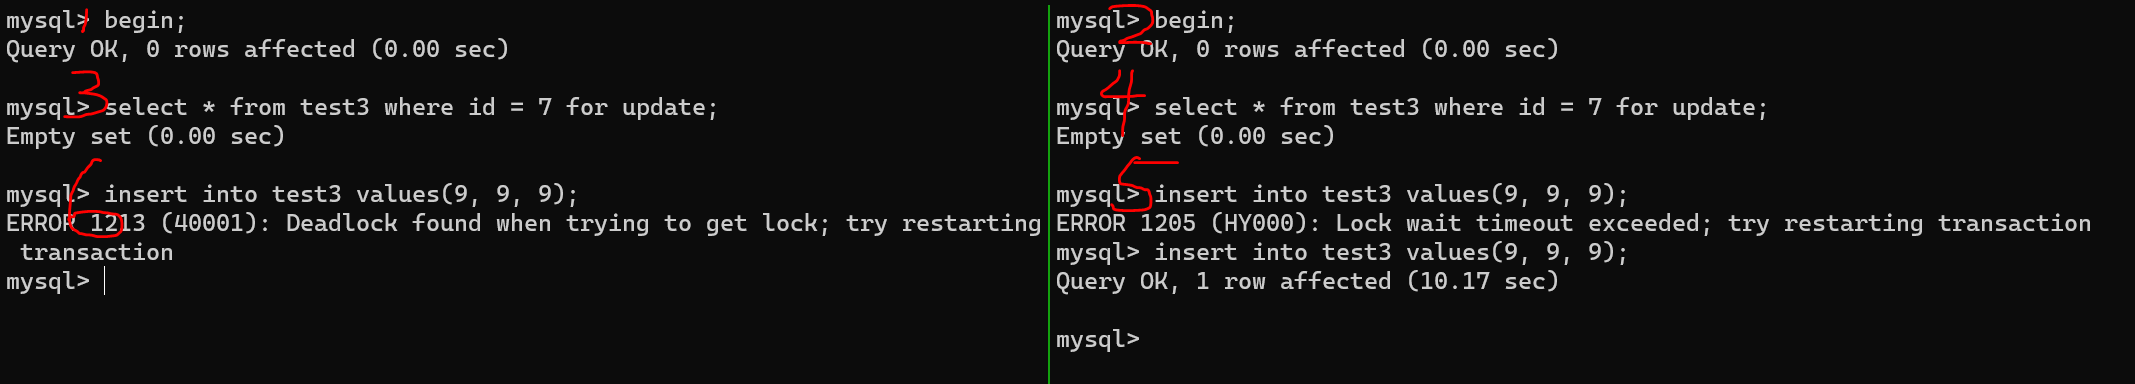 mysql> begin;
Query OK, 0 rows affected (0.00 sec)
mysql> select * from test3 where id = 7 for update;
Empty set (0.00 sec)
mysql> insert into test3 values(9, 9, 9);
ERROR 1213 (40001): Deadlock found when trying to get lock; try restarting
transaction
mysql>
1
3
6
mysql> begin;
Query OK, 0 rows affected (0.00 sec)
mysql> select * from test3 where id = 7 for update;
Empty set (0.00 sec)
mysql> insert into test3 values(9, 9, 9);
ERROR 1205 (HY000): Lock wait timeout exceeded; try restarting transaction
mysql> insert into test3 values(9, 9, 9);
Query OK, 1 row affected (10.17 sec)
mysql>
2
4
5